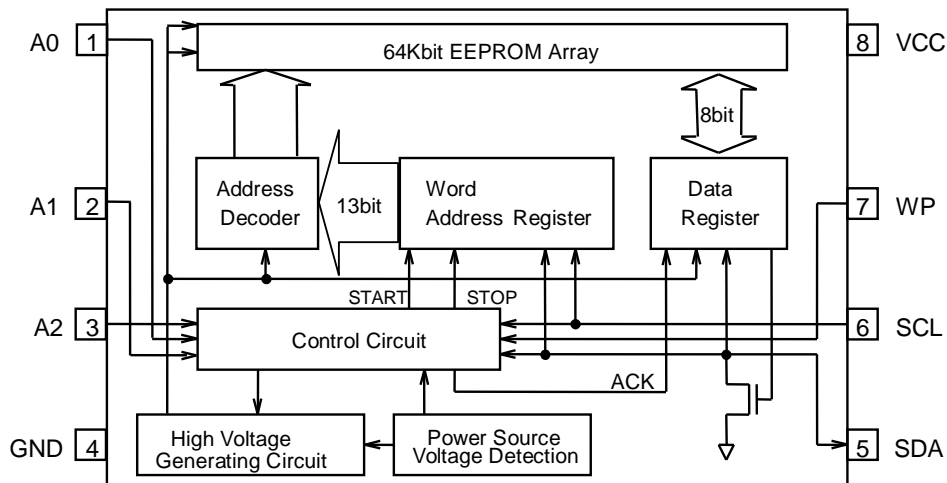 A0 1
64Kbit EEPROM Array
8 VCC
8bit
A1 2
Address
Decoder
13bit
Word
Address Register
Data
Register
7 WP
START
STOP
A2 3
Control Circuit
6 SCL
ACK
GND 4
High Voltage
Generating Circuit
Power Source
Voltage Detection
5 SDA